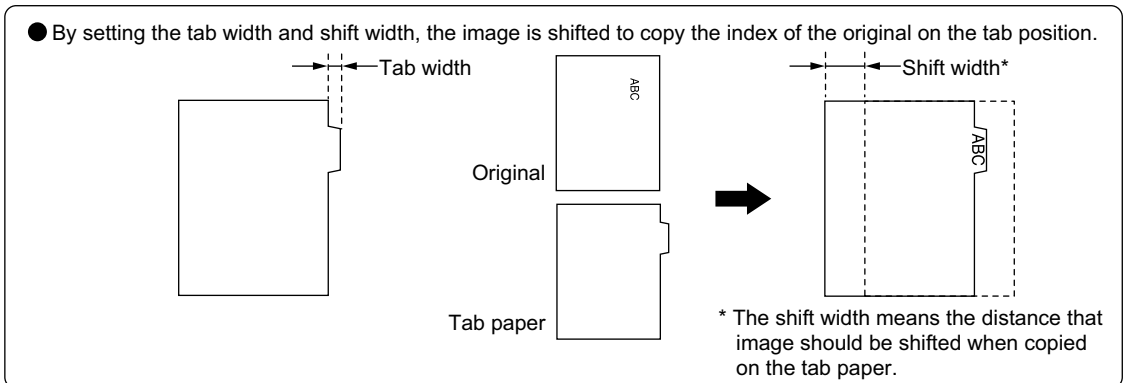 ● By setting the tab width and shift width, the image is shifted to copy the index of the original on the tab position.
Tab width
ABC
Shift width*
Original
ABC
Tab paper
* The shift width means the distance that
image should be shifted when copied
on the tab paper.